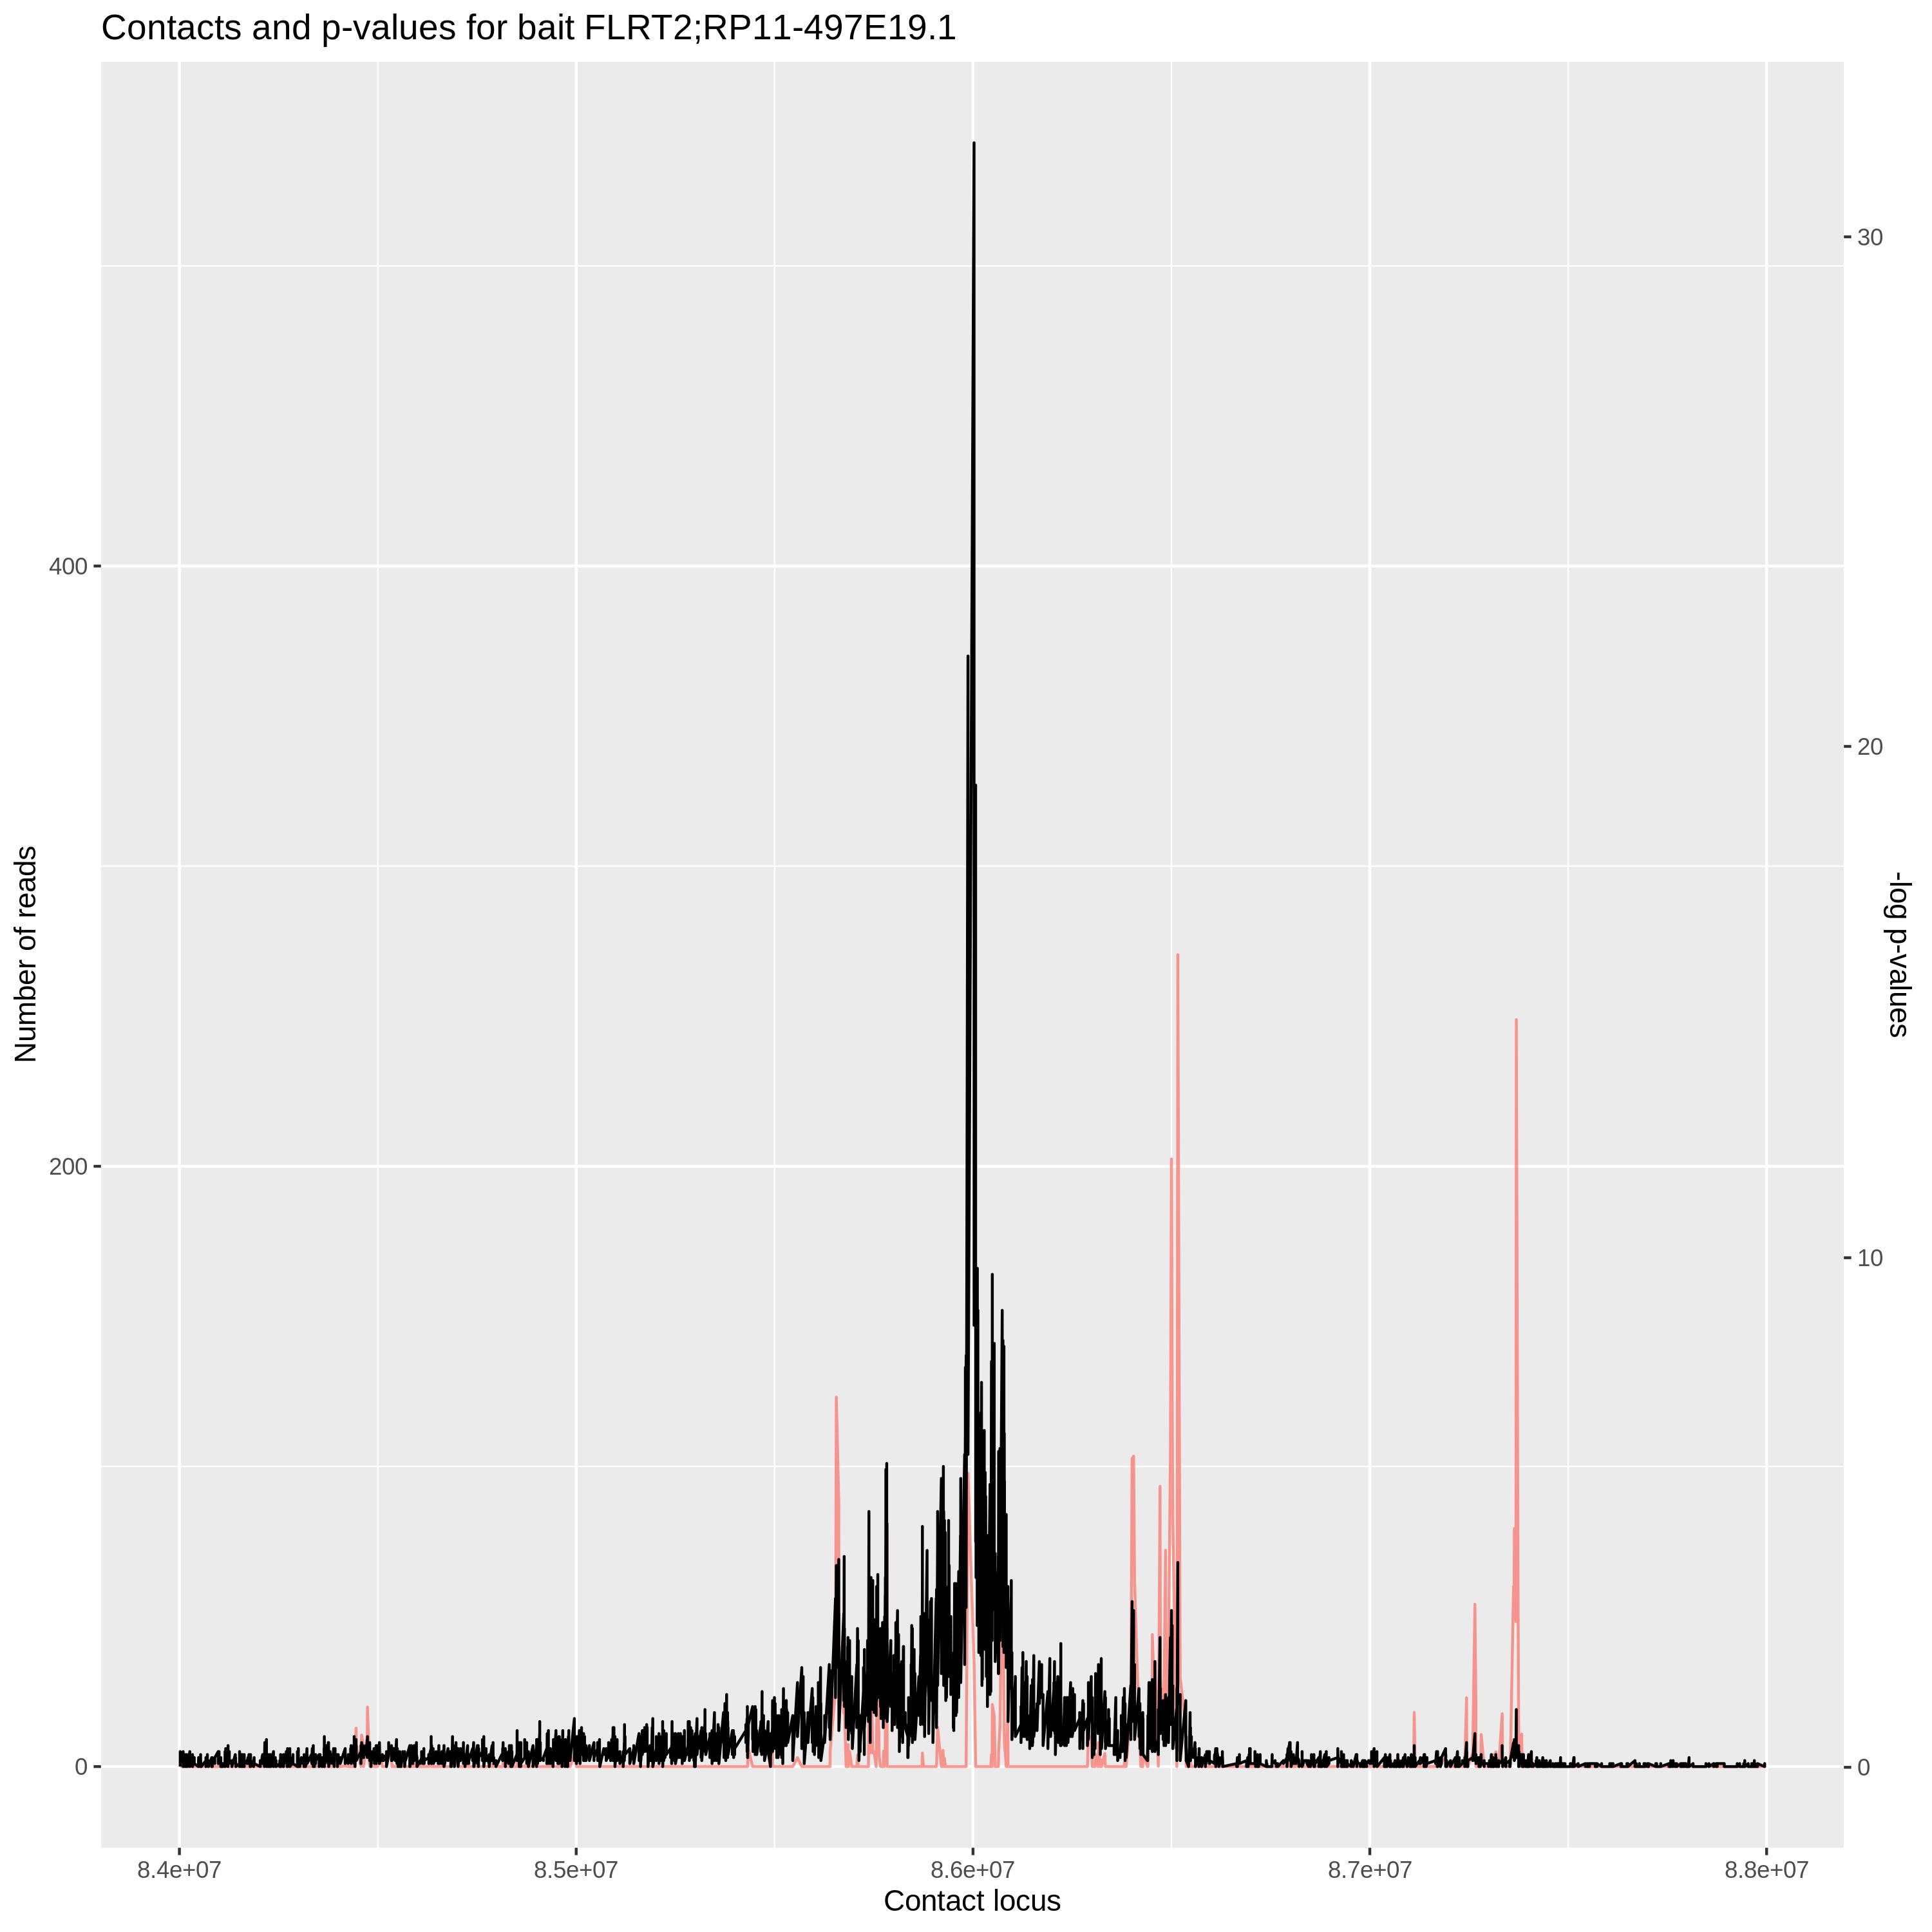 Contacts and p-values for bait FLRT2;RP11-497E19.1
Number of reads
400
200
0
30
20
10
0
-log p-values
8.4e+07
8.5e+07
8.6e+07
8.7e+07
8.8e+07
Contact locus